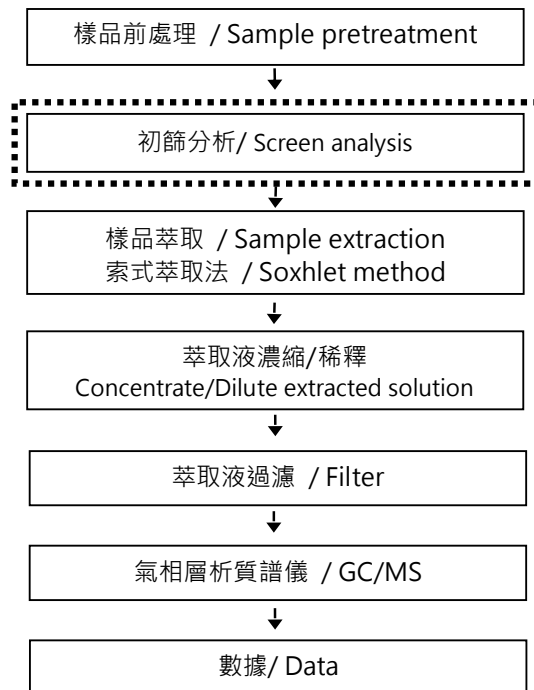 樣品前處理 / Sample pretreatment
初篩分析/ Screen analysis
樣品萃取 / Sample extraction
索式萃取法 / Soxhlet method
萃取液濃縮/稀釋
Concentrate/Dilute extracted solution
萃取液過濾 / Filter
氣相層析質譜儀 / GC/MS
數據/ Data